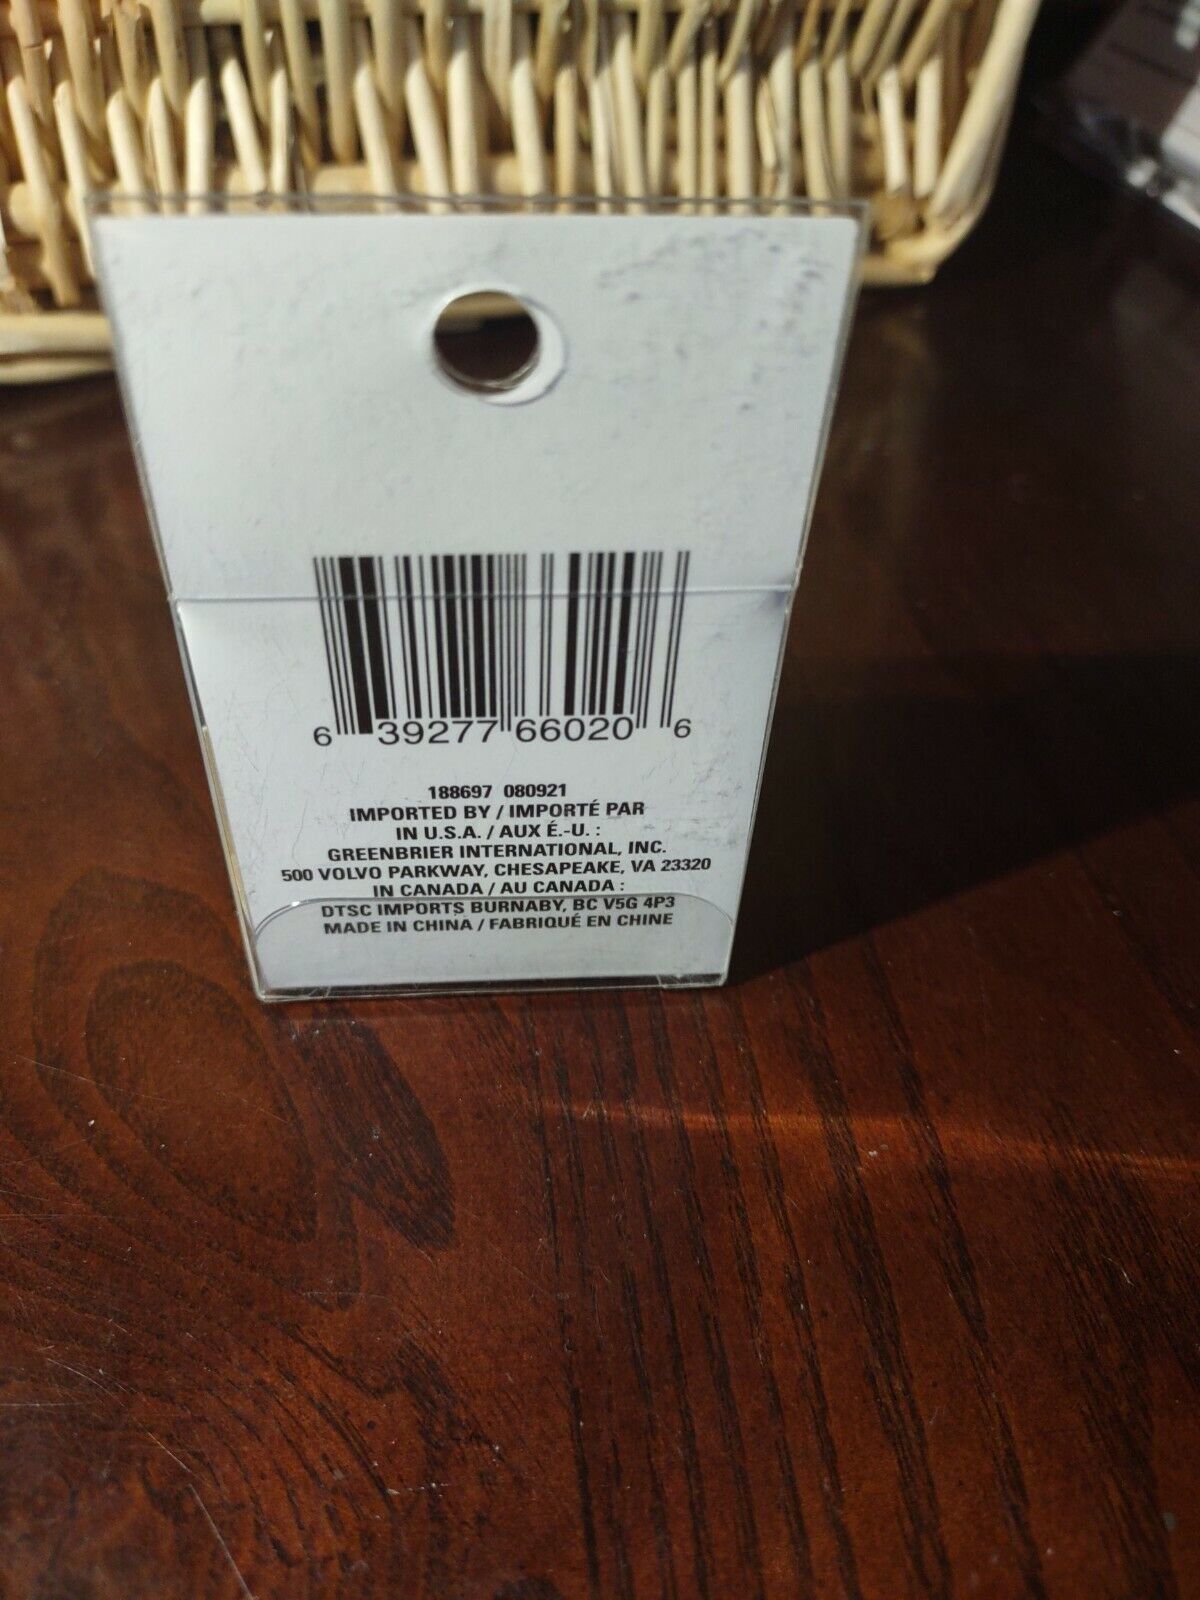 6 39277 66020 6
188697 080921
IMPORTED BY / IMPORTÉ PAR
IN U.S.A. / AUX É.-U. :
GREENBRIER INTERNATIONAL, INC.
500 VOLVO PARKWAY, CHESAPEAKE, VA 23320
IN CANADA / AU CANADA :
DTSC IMPORTS BURNABY, BC V5G 4P3
MADE IN CHINA / FABRIQUÉ EN CHINE